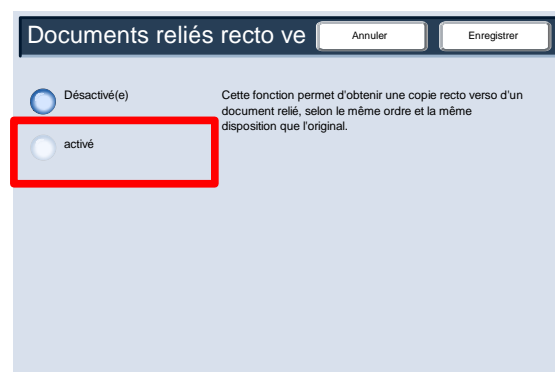 Documents reliés recto ve
Annuler
Enregistrer
Désactivé(e)
Cette fonction permet d'obtenir une copie recto verso d'un
document relié, selon le même ordre et la même
disposition que l'original.
activé